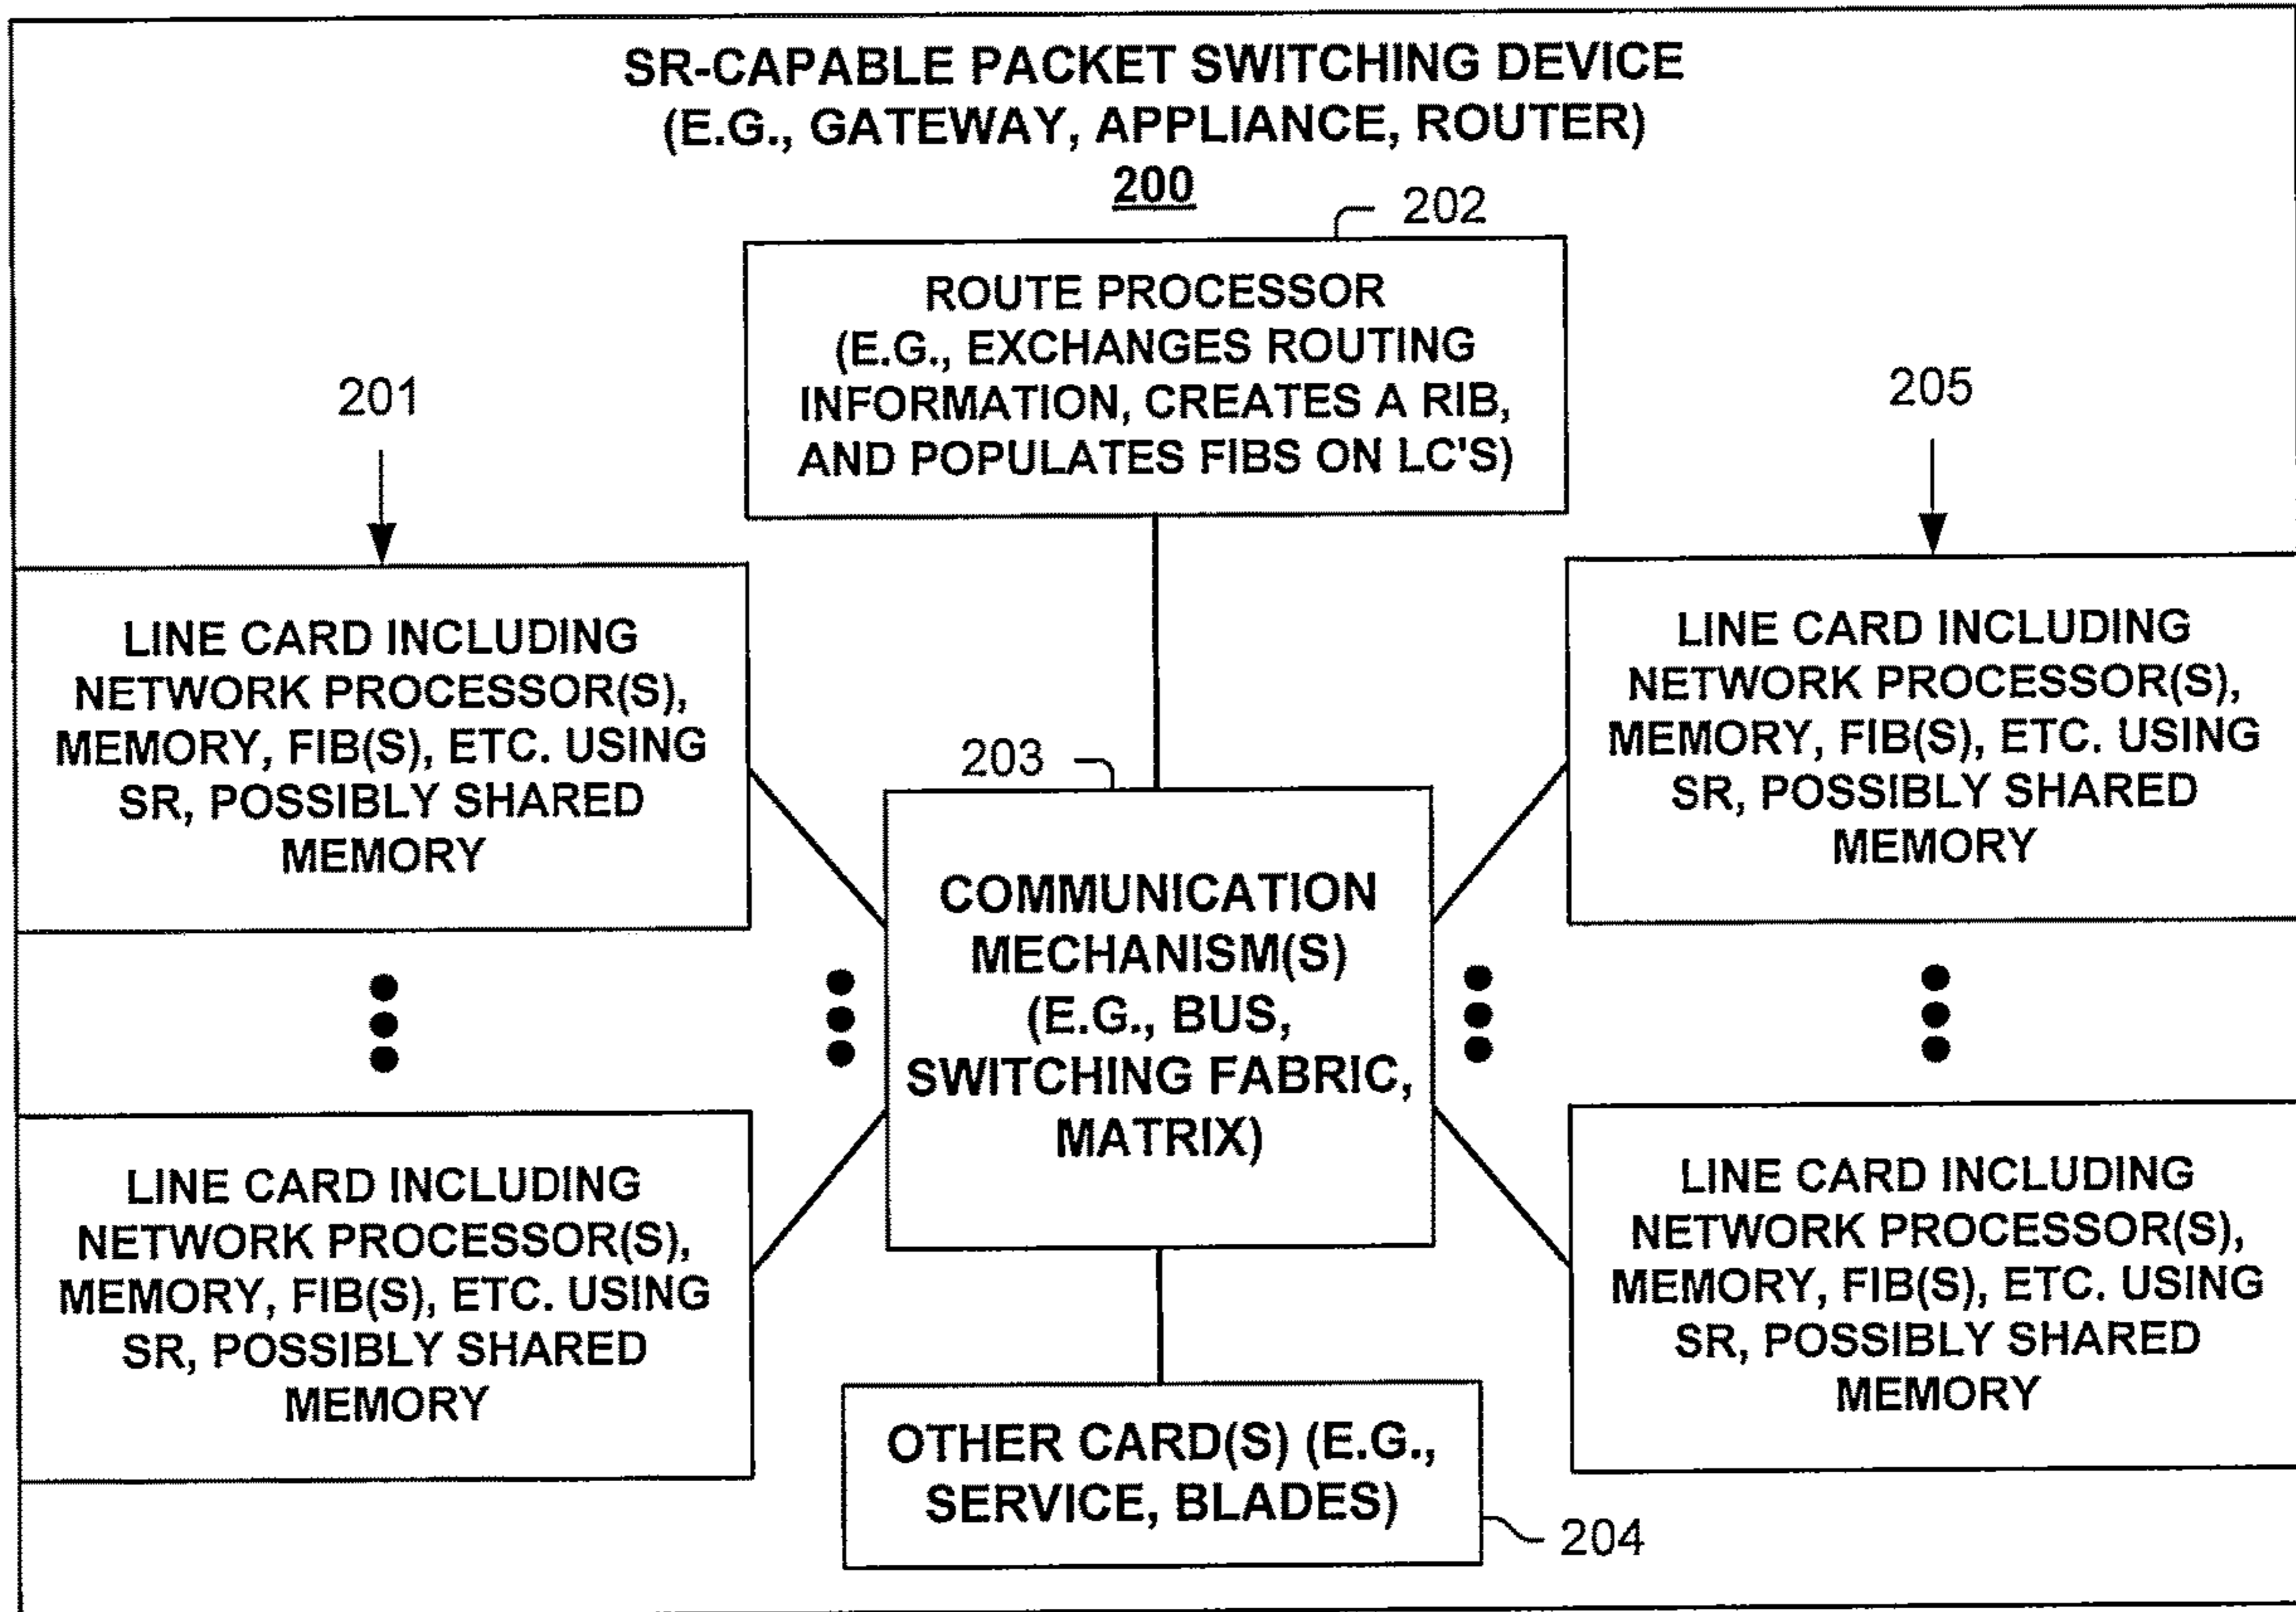 SR-CAPABLE PACKET SWITCHING DEVICE
(E.G., GATEWAY, APPLIANCE, ROUTER)
200
202
ROUTE PROCESSOR
(E.G., EXCHANGES ROUTING
INFORMATION, CREATES A RIB,
AND POPULATES FIBS ON LC'S)
201
205
LINE CARD INCLUDING
NETWORK PROCESSOR(S),
MEMORY, FIB(S), ETC. USING
SR, POSSIBLY SHARED
MEMORY
LINE CARD INCLUDING
NETWORK PROCESSOR(S),
MEMORY, FIB(S), ETC. USING
SR, POSSIBLY SHARED
MEMORY
203
COMMUNICATION
MECHANISM(S)
(E.G., BUS,
SWITCHING FABRIC,
MATRIX)
LINE CARD INCLUDING
NETWORK PROCESSOR(S),
MEMORY, FIB(S), ETC. USING
SR, POSSIBLY SHARED
MEMORY
LINE CARD INCLUDING
NETWORK PROCESSOR(S),
MEMORY, FIB(S), ETC. USING
SR, POSSIBLY SHARED
MEMORY
OTHER CARD(S) (E.G.,
SERVICE, BLADES)
204